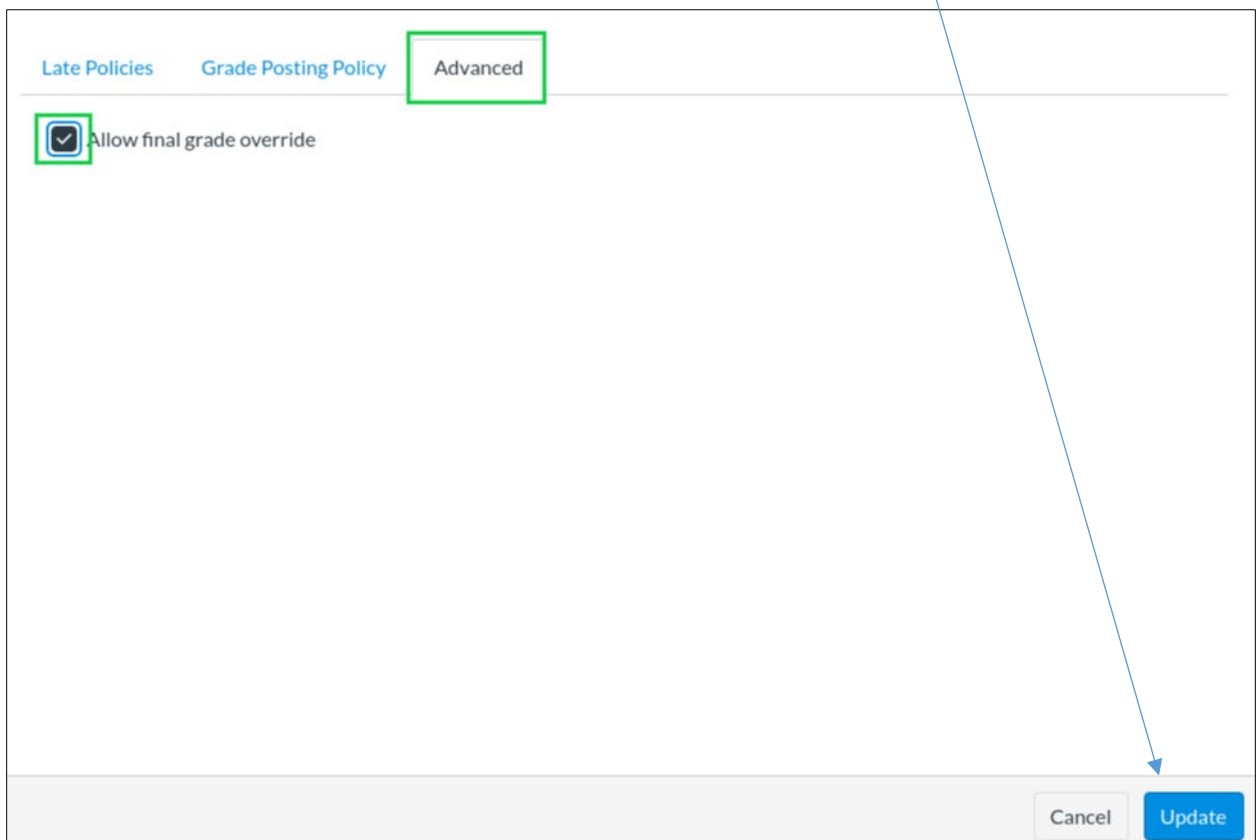 Late Policies Grade Posting Policy Advanced
Allow final grade override
Cancel Update